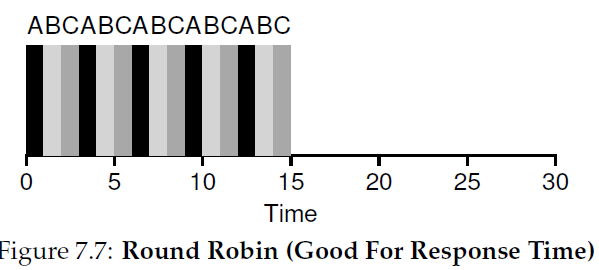 ABCABCABCABCABC
0 5 10 15 20 25 30
Time
Figure 7.7: Round Robin (Good For Response Time)